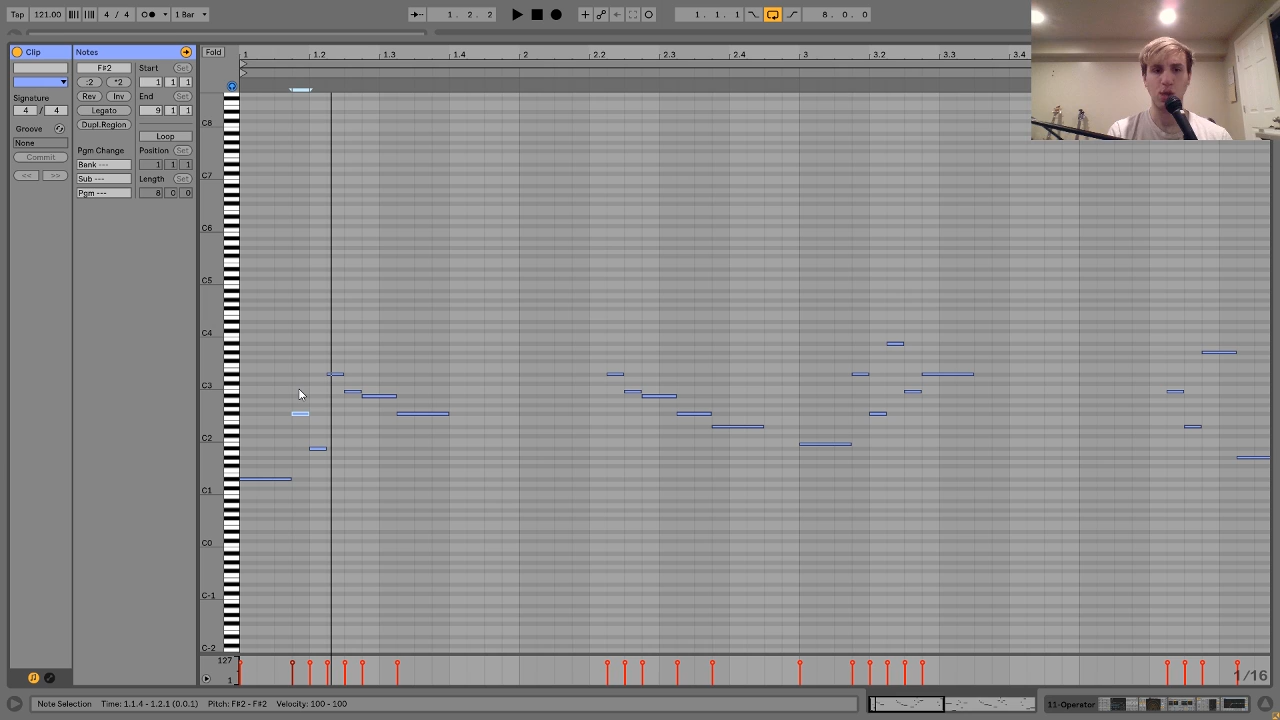 Tap 121.00 4 / 4 1 Bar 1. 2. 2 1. 1. 1 8. 0. 0
Clip Notes Fold 1 1.2 1.3 1.4 2 2.2 2.3 2.4 3 3.2 3.3 3.4
F#2 Start Set
:2 *2 1 1 1
Signature Rev Inv End Set
4 / 4 Legato 9 1 1
Groove Dupl.Region
None Loop
Commit Pgm Change Position Set
Bank --- 1 1 1
<< >> Sub --- Length Set
Pgm --- 8 0 0
C8
C7
C6
C5
C4
C3
C2
C1
C0
C-1
C-2
127
1 1/16
Note Selection Time: 1.1.4 - 1.2.1 (0.0.1) Pitch: F#2 - F#2 Velocity: 100 - 100 11-Operator